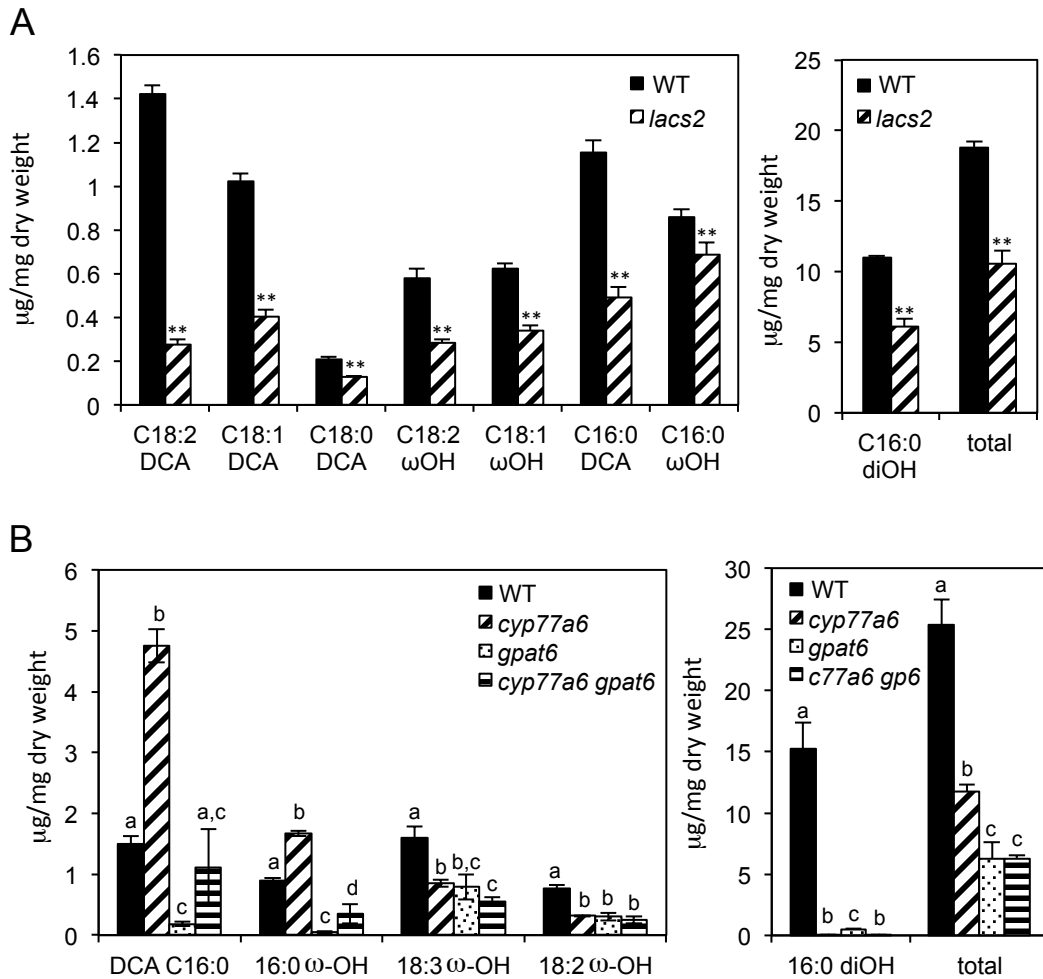 A
µg/mg dry weight
1.6
1.4
1.2
1
0.8
0.6
0.4
0.2
0
WT
lacs2
**
**
**
**
**
**
**
C18:2 DCA
C18:1 DCA
C18:0 DCA
C18:2 ωOH
C18:1 ωOH
C16:0 DCA
C16:0 ωOH
µg/mg dry weight
25
20
15
10
5
0
WT
lacs2
**
**
C16:0 diOH
total
B
µg/mg dry weight
6
5
4
3
2
1
0
WT
cyp77a6
gpat6
cyp77a6 gpat6
a
b
c
a,c
a
b
c
d
a
b
b,c
c
a
b
b
b
DCA C16:0
16:0 ω-OH
18:3 ω-OH
18:2 ω-OH
µg/mg dry weight
30
25
20
15
10
5
0
WT
cyp77a6
gpat6
c77a6 gp6
a
b
c
b
a
b
c
c
16:0 diOH
total